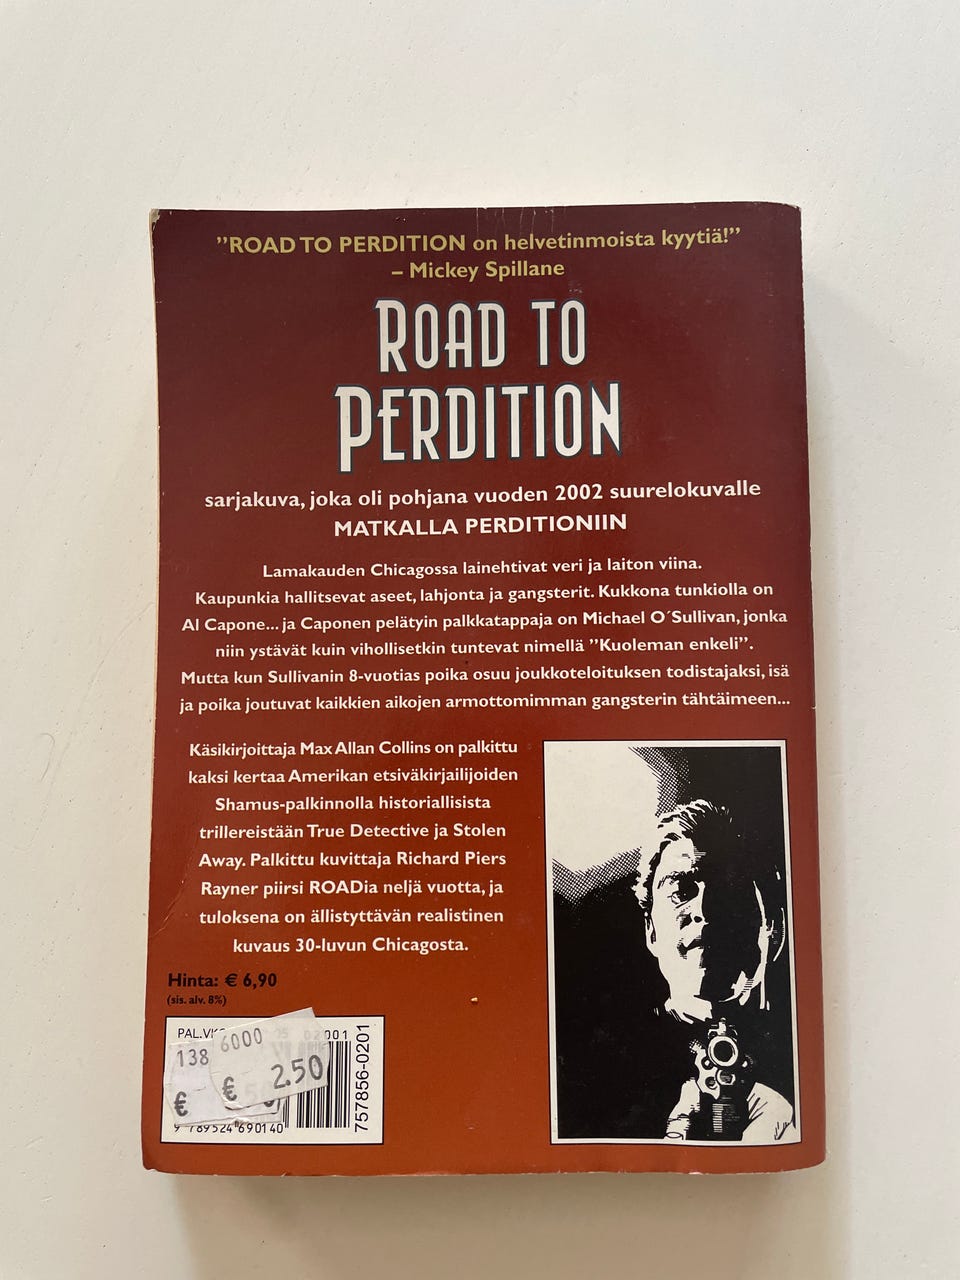 ”ROAD TO PERDITION on helvetinmoista kyytiä!”
– Mickey Spillane
ROAD TO
PERDITION
sarjakuva, joka oli pohjana vuoden 2002 suurelokuvalle
MATKALLA PERDITIONIIN
Lamakauden Chicagossa lainehtivat veri ja laiton viina.
Kaupunkia hallitsevat aseet, lahjonta ja gangsterit. Kukkona tunkiolla on
Al Capone... ja Caponen pelätyin palkkatappaja on Michael O´Sullivan, jonka
niin ystävät kuin vihollisetkin tuntevat nimellä ”Kuoleman enkeli”.
Mutta kun Sullivanin 8-vuotias poika osuu joukkoteloituksen todistajaksi, isä
ja poika joutuvat kaikkien aikojen armottomimman gangsterin tähtäimeen...
Käsikirjoittaja Max Allan Collins on palkittu
kaksi kertaa Amerikan etsiväkirjailijoiden
Shamus-palkinnolla historiallisista
trillereistään True Detective ja Stolen
Away. Palkittu kuvittaja Richard Piers
Rayner piirsi ROADia neljä vuotta, ja
tuloksena on ällistyttävän realistinen
kuvaus 30-luvun Chicagosta.
Hinta: € 6,90
(sis. alv. 8%)
PAL.VK
138
€
6000
€ 2.50
757856-0201
9 789524 690140